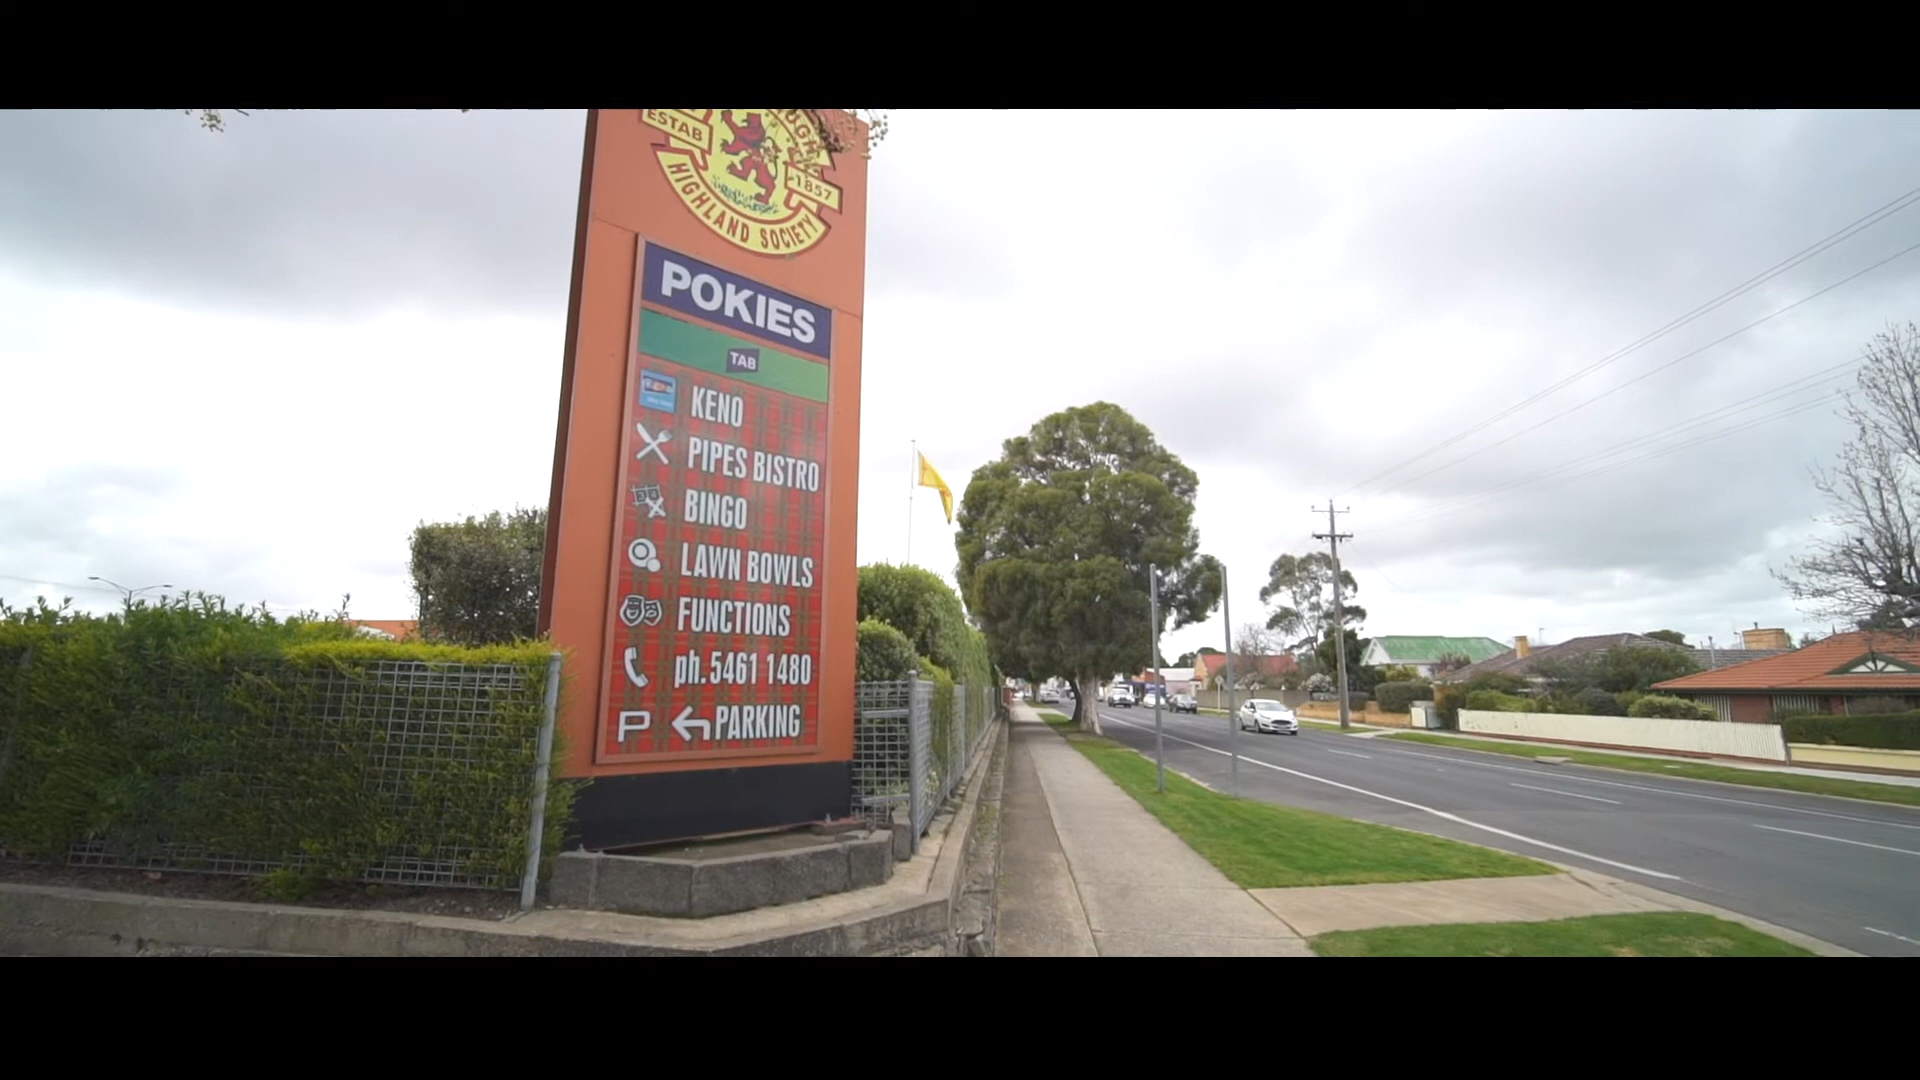 ESTAB
1857
HIGHLAND SOCIETY
POKIES
TAB
KENO
PIPES BISTRO
BINGO
LAWN BOWLS
FUNCTIONS
ph. 5461 1480
P PARKING